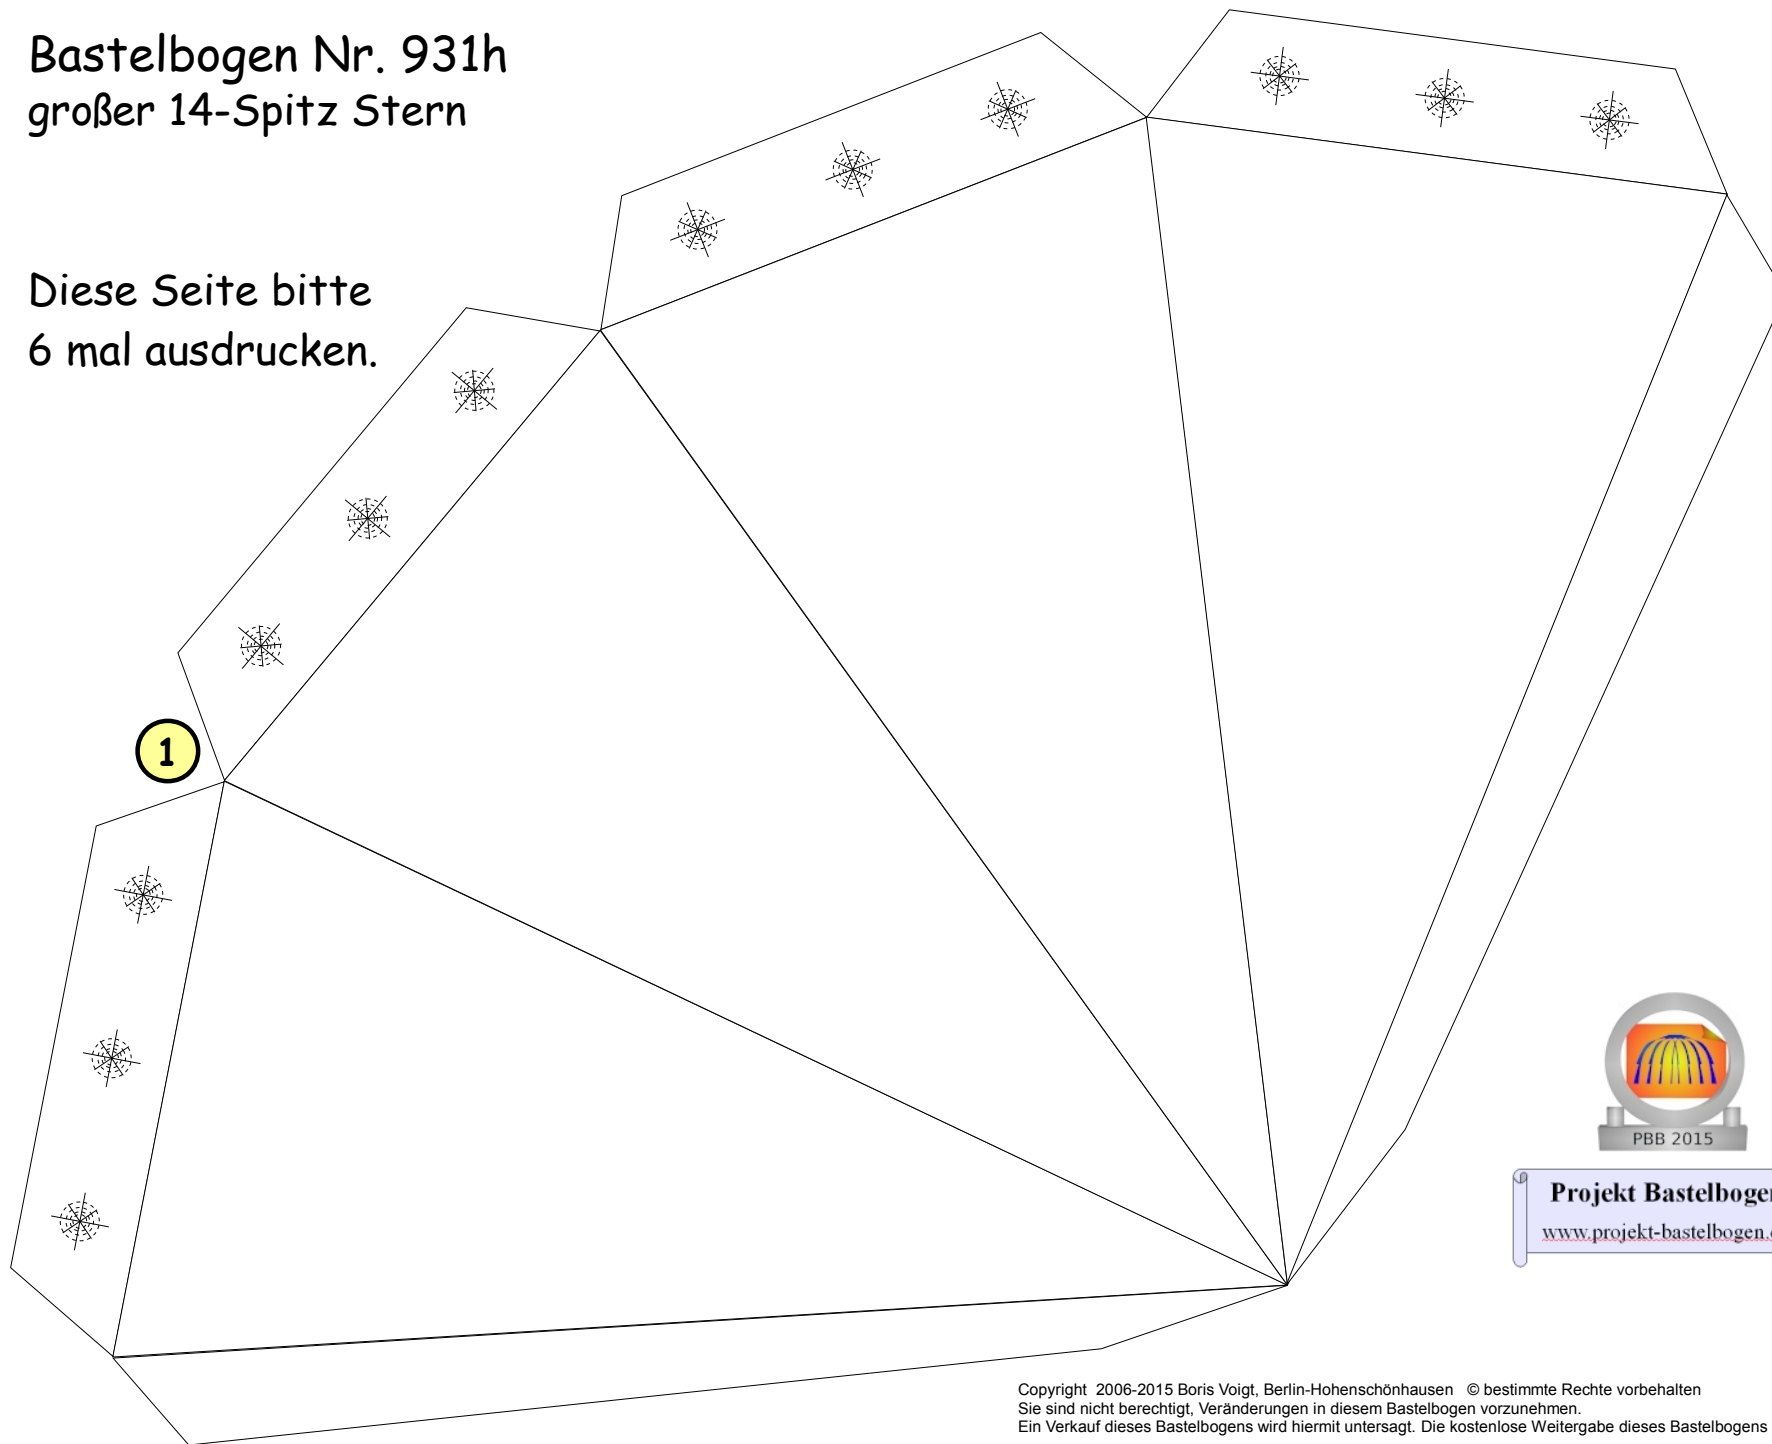 Bastelbogen Nr. 931h
großer 14-Spitz Stern
Diese Seite bitte
6 mal ausdrucken.
1
PBB 2015
Projekt Bastelbogen
www.projekt-bastelbogen.
Copyright 2006-2015 Boris Voigt, Berlin-Hohenschönhausen © bestimmte Rechte vorbehalten
Sie sind nicht berechtigt, Veränderungen in diesem Bastelbogen vorzunehmen.
Ein Verkauf dieses Bastelbogens wird hiermit untersagt. Die kostenlose Weitergabe dieses Bastelbogens